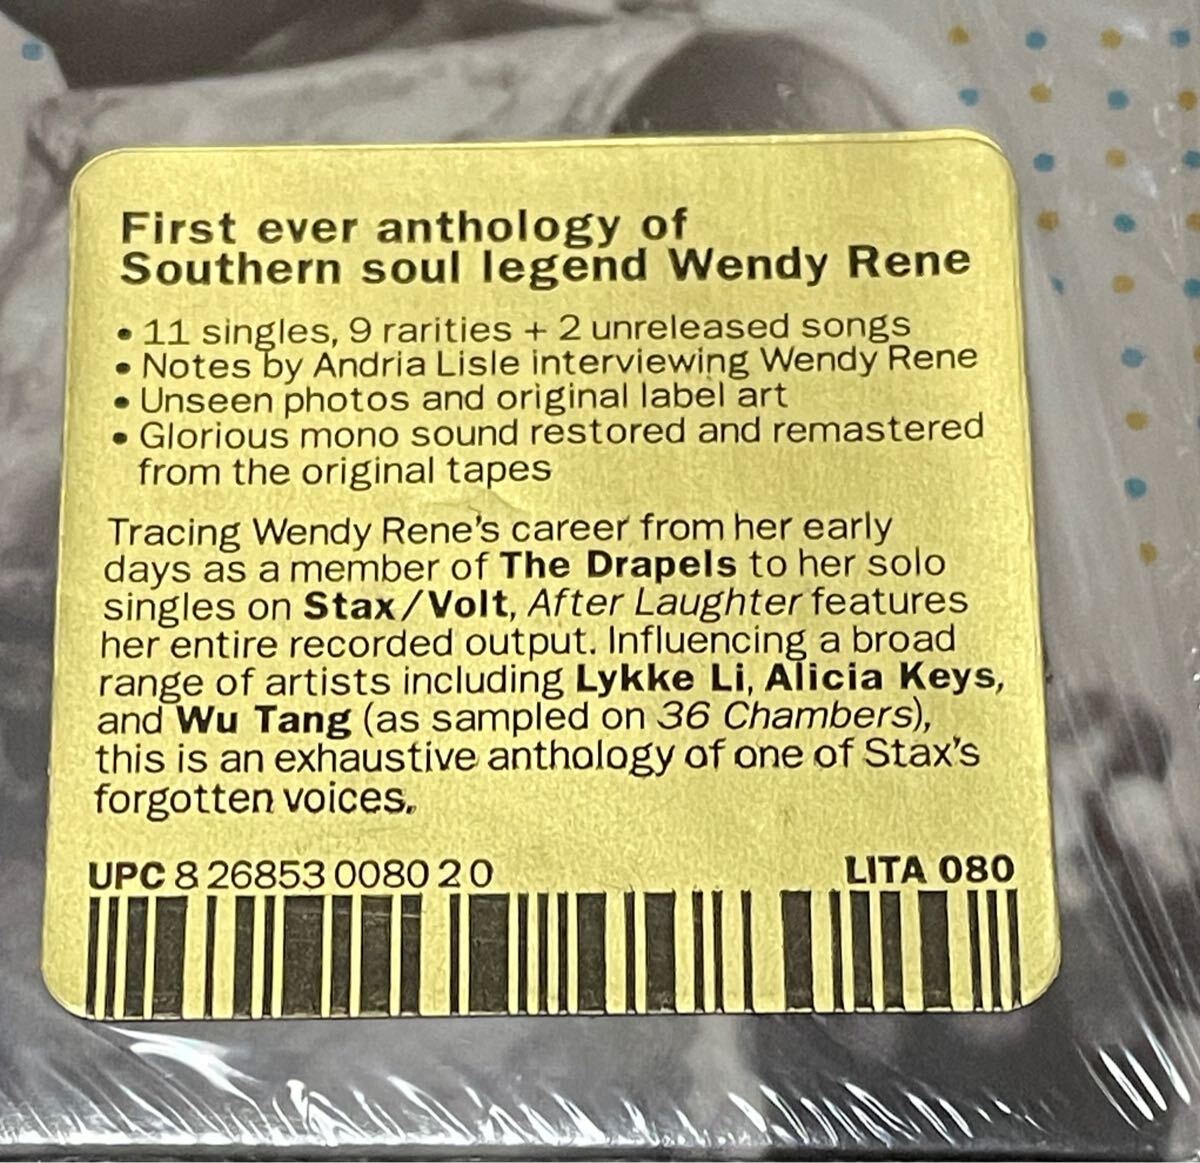 First ever anthology of
Southern soul legend Wendy Rene
• 11 singles, 9 rarities + 2 unreleased songs
• Notes by Andria Lisle interviewing Wendy Rene
• Unseen photos and original label art
• Glorious mono sound restored and remastered
from the original tapes
Tracing Wendy Rene's career from her early
days as a member of The Drapels to her solo
singles on Stax/Volt, After Laughter features
her entire recorded output. Influencing a broad
range of artists including Lykke Li, Alicia Keys,
and Wu Tang (as sampled on 36 Chambers),
this is an exhaustive anthology of one of Stax's
forgotten voices.
UPC 8 26853 0080 2 0 LITA 080